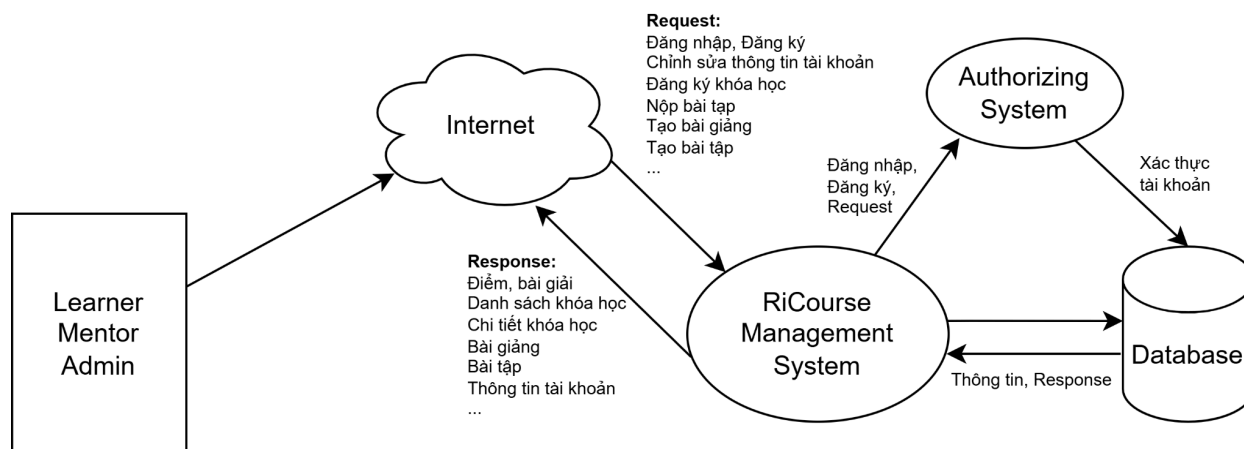 Request:
Đăng nhập, Đăng ký
Chỉnh sửa thông tin tài khoản
Đăng ký khóa học
Nộp bài tạp
Tạo bài giảng
Tạo bài tập
...
Authorizing
System
Internet
Đăng nhập,
Đăng ký,
Request
Xác thực
tài khoản
Response:
Điểm, bài giải
Danh sách khóa học
Chi tiết khóa học
Bài giảng
Bài tập
Thông tin tài khoản
...
Learner
Mentor
Admin
RiCourse
Management
System
Database
Thông tin, Response